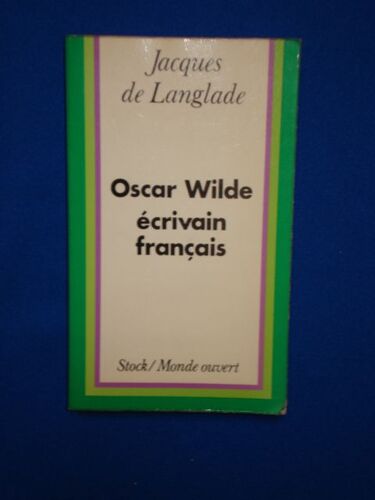 Jacques
de Langlade
Oscar Wilde
écrivain
français
Stock/Monde ouvert